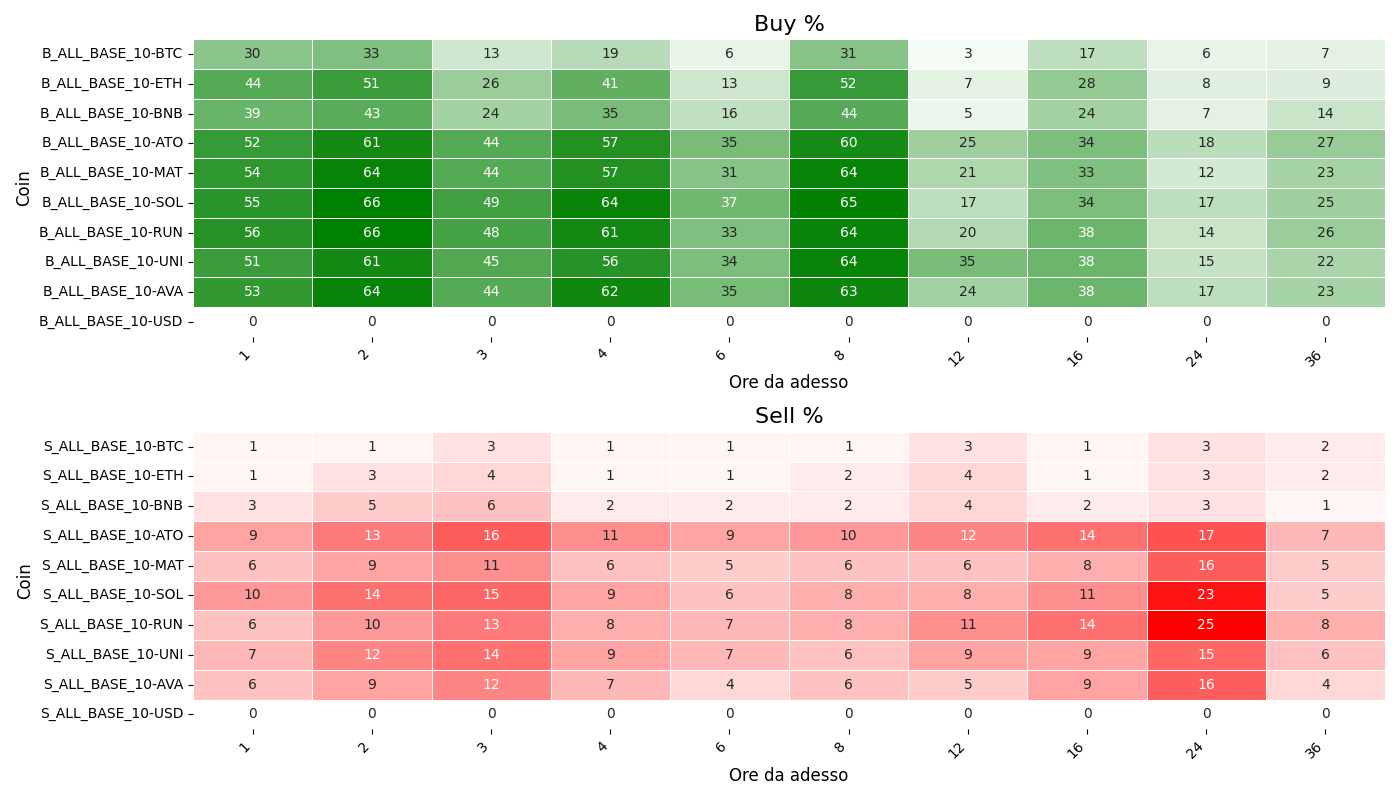 Buy %
Coin
B_ALL_BASE_10-BTC 30 33 13 19 6 31 3 17 6 7
B_ALL_BASE_10-ETH 44 51 26 41 13 52 7 28 8 9
B_ALL_BASE_10-BNB 39 43 24 35 16 44 5 24 7 14
B_ALL_BASE_10-ATO 52 61 44 57 35 60 25 34 18 27
B_ALL_BASE_10-MAT 54 64 44 57 31 64 21 33 12 23
B_ALL_BASE_10-SOL 55 66 49 64 37 65 17 34 17 25
B_ALL_BASE_10-RUN 56 66 48 61 33 64 20 38 14 26
B_ALL_BASE_10-UNI 51 61 45 56 34 64 35 38 15 22
B_ALL_BASE_10-AVA 53 64 44 62 35 63 24 38 17 23
B_ALL_BASE_10-USD 0 0 0 0 0 0 0 0 0 0
1 2 3 4 6 8 12 16 24 36
Ore da adesso
Sell %
Coin
S_ALL_BASE_10-BTC 1 1 3 1 1 1 3 1 3 2
S_ALL_BASE_10-ETH 1 3 4 1 1 2 4 1 3 2
S_ALL_BASE_10-BNB 3 5 6 2 2 2 4 2 3 1
S_ALL_BASE_10-ATO 9 13 16 11 9 10 12 14 17 7
S_ALL_BASE_10-MAT 6 9 11 6 5 6 6 8 16 5
S_ALL_BASE_10-SOL 10 14 15 9 6 8 8 11 23 5
S_ALL_BASE_10-RUN 6 10 13 8 7 8 11 14 25 8
S_ALL_BASE_10-UNI 7 12 14 9 7 6 9 9 15 6
S_ALL_BASE_10-AVA 6 9 12 7 4 6 5 9 16 4
S_ALL_BASE_10-USD 0 0 0 0 0 0 0 0 0 0
1 2 3 4 6 8 12 16 24 36
Ore da adesso